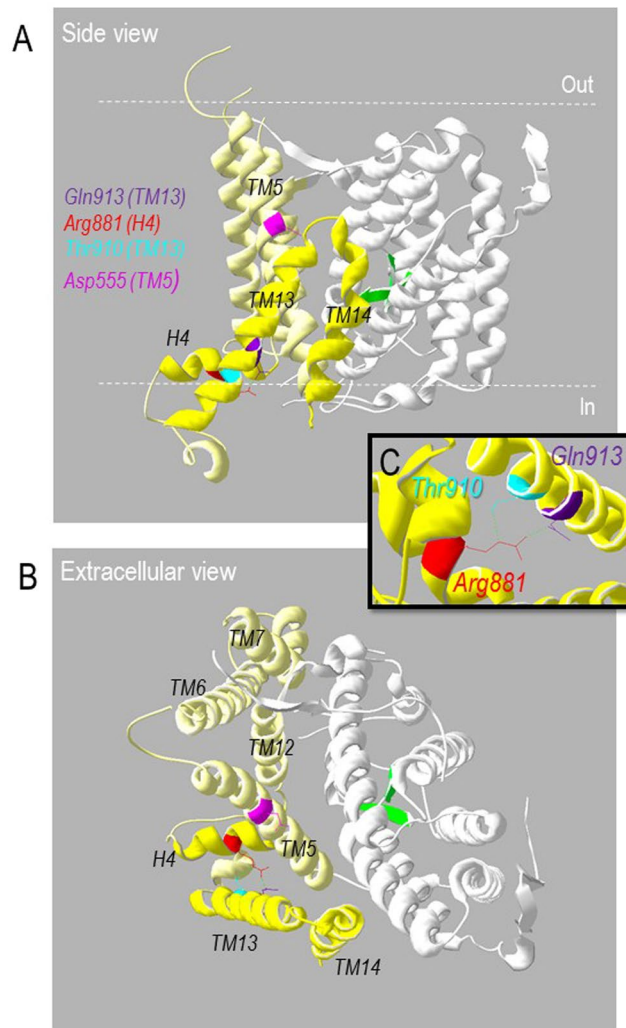 A
Side view
Out
TM5
Gln913 (TM13)
Arg881 (H4)
Thr910 (TM13)
Asp555 (TM5)
TM13
TM14
H4
In
C
Gln913
Thr910
Arg881
B
Extracellular view
TM7
TM6
TM12
H4
TM5
TM13
TM14